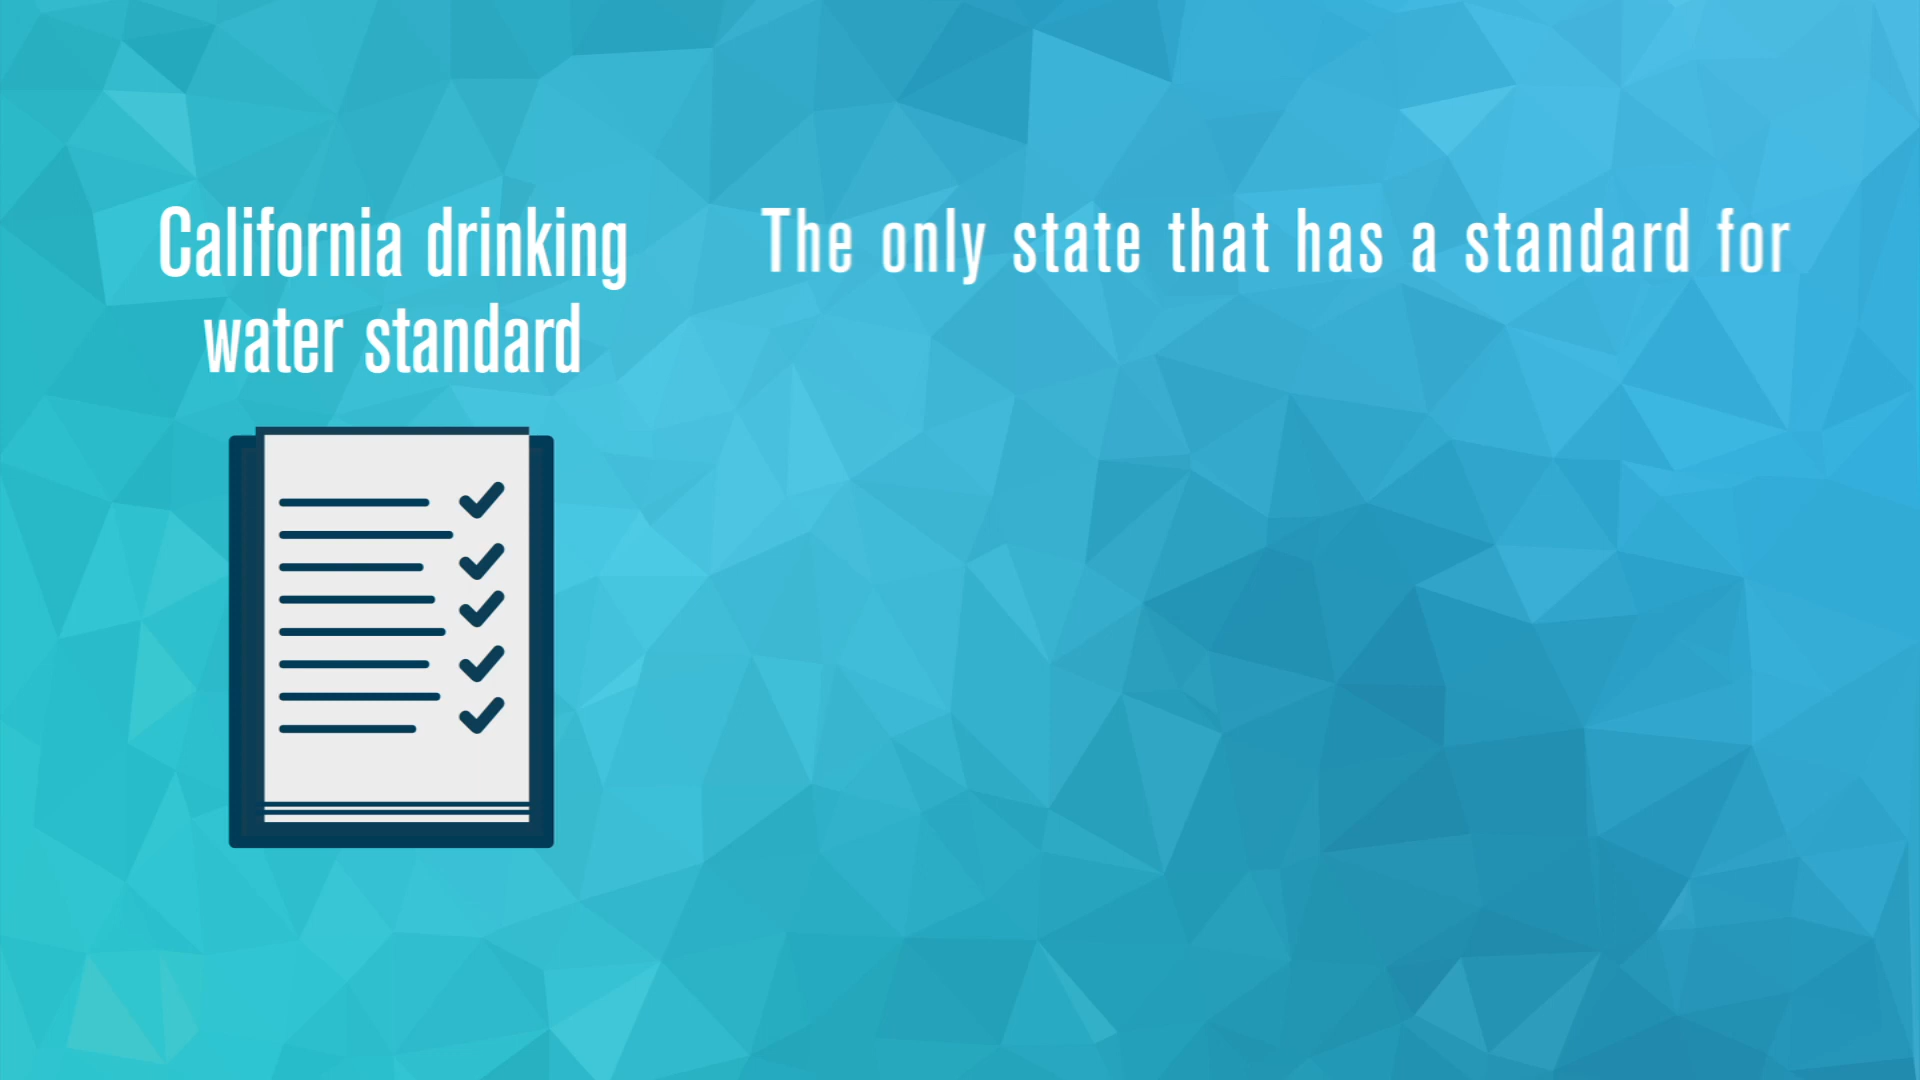 California drinking
water standard
The only state that has a standard for